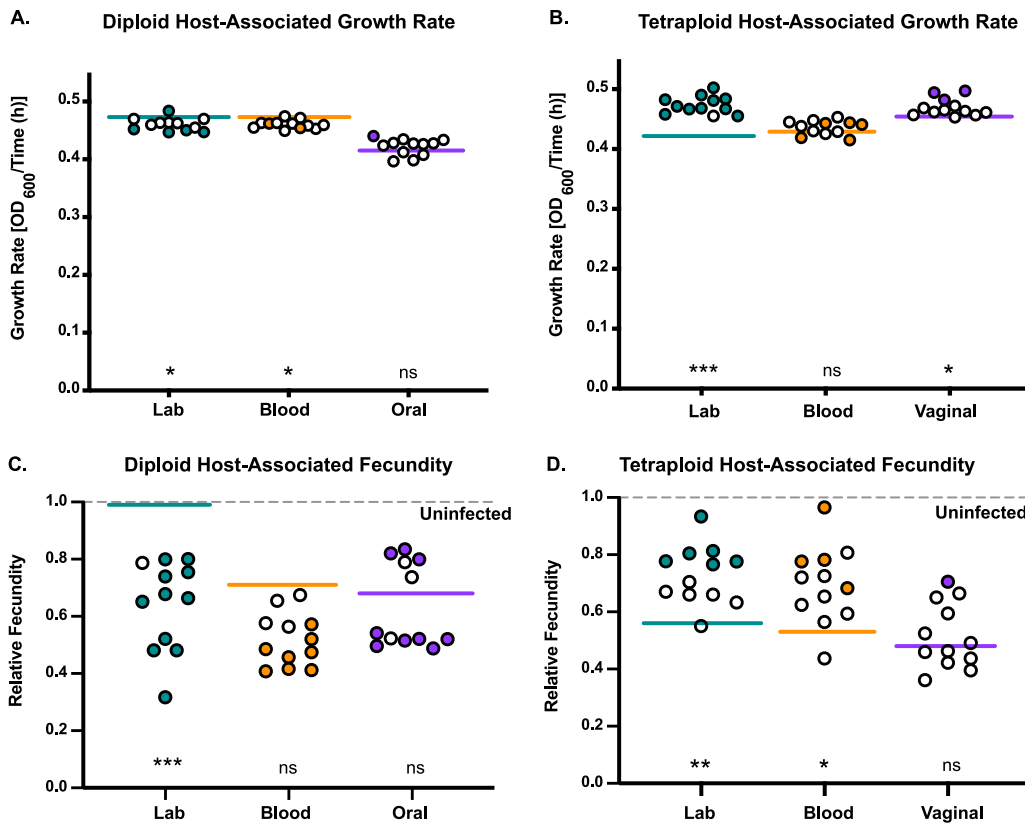 A. Diploid Host-Associated Growth Rate
Growth Rate [OD600/Time (h)]
0.5
0.4
0.3
0.2
0.1
0.0
* * ns
Lab Blood Oral
B. Tetraploid Host-Associated Growth Rate
Growth Rate [OD600/Time (h)]
0.5
0.4
0.3
0.2
0.1
0.0
*** ns *
Lab Blood Vaginal
C. Diploid Host-Associated Fecundity
Relative Fecundity
1.0
Uninfected
0.8
0.6
0.4
0.2
0.0
*** ns ns
Lab Blood Oral
D. Tetraploid Host-Associated Fecundity
Relative Fecundity
1.0
Uninfected
0.8
0.6
0.4
0.2
0.0
** * ns
Lab Blood Vaginal